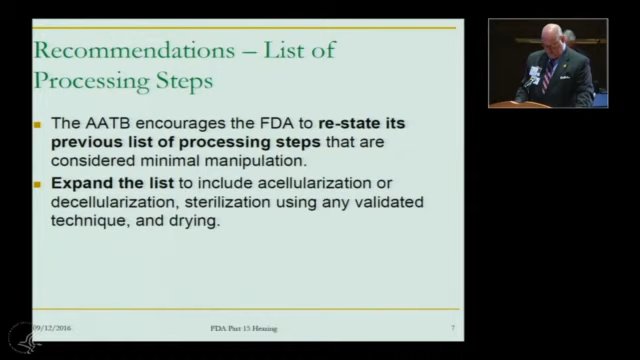 Recommendations – List of
Processing Steps
The AATB encourages the FDA to re-state its
previous list of processing steps that are
considered minimal manipulation.
Expand the list to include acellularization or
decellularization, sterilization using any validated
technique, and drying.
09/12/2016
FDA Part 15 Hearing
7